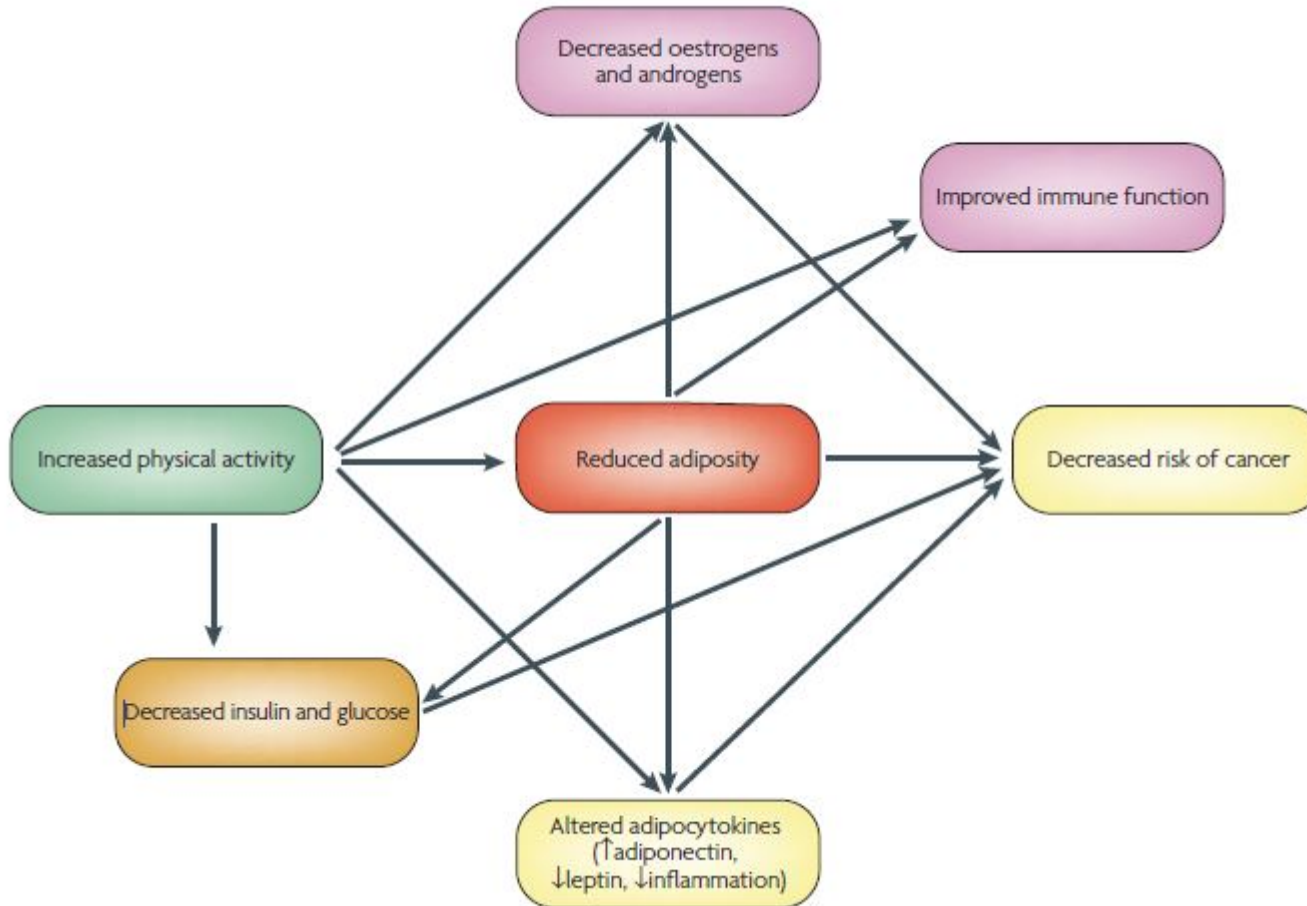 Decreased oestrogens
and androgens
Improved immune function
Increased physical activity
Reduced adiposity
Decreased risk of cancer
Decreased insulin and glucose
Altered adipocytokines
(↑adiponectin,
↓leptin, ↓inflammation)